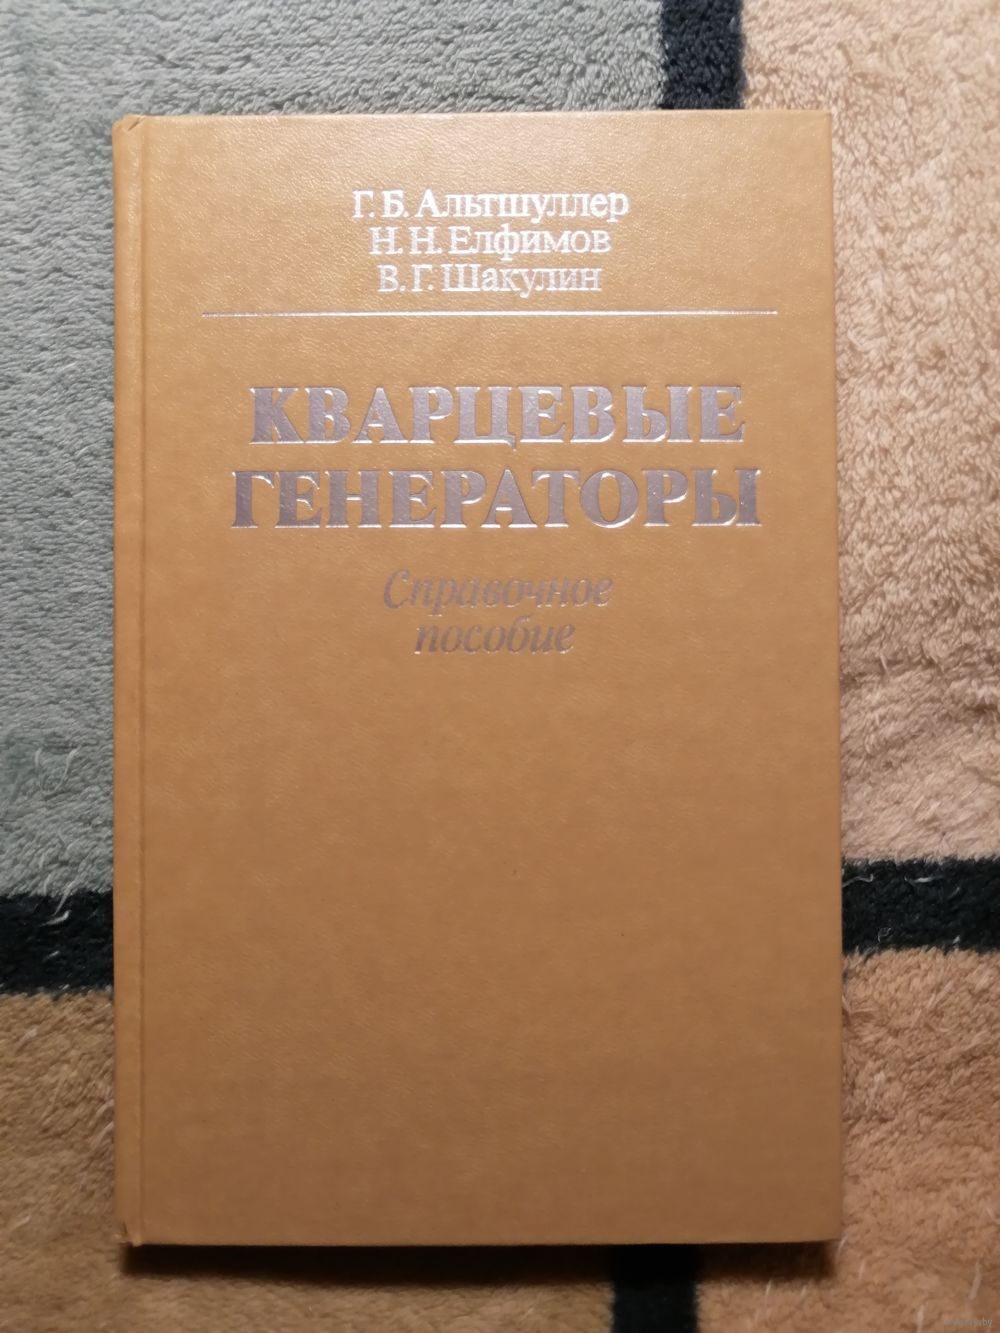 Г. Б. Альтшуллер
Н. Н. Елфимов
В. Г. Шакулин
КВАРЦЕВЫЕ
ГЕНЕРАТОРЫ
Справочное
пособие